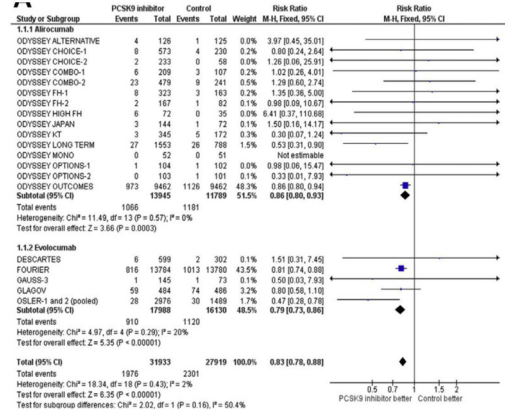 A
PCSK9 inhibitor Control Risk Ratio Risk Ratio
Study or Subgroup Events Total Events Total Weight M-H, Fixed, 95% CI M-H, Fixed, 95% CI
1.1.1 Alirocumab
ODYSSEY ALTERNATIVE 4 126 1 125 0.0% 3.97 [0.45, 35.01]
ODYSSEY CHOICE-1 8 573 4 230 0.2% 0.80 [0.24, 2.64]
ODYSSEY CHOICE-2 2 233 0 58 0.0% 1.26 [0.06, 25.91]
ODYSSEY COMBO-1 6 209 3 107 0.2% 1.02 [0.26, 4.01]
ODYSSEY COMBO-2 23 479 9 241 0.5% 1.29 [0.60, 2.74]
ODYSSEY FH-1 8 323 3 163 0.2% 1.35 [0.36, 5.00]
ODYSSEY FH-2 2 167 1 82 0.1% 0.98 [0.09, 10.67]
ODYSSEY HIGH FH 6 72 0 35 0.0% 6.41 [0.37, 110.68]
ODYSSEY JAPAN 3 144 1 72 0.1% 1.50 [0.16, 14.17]
ODYSSEY KT 3 345 5 172 0.3% 0.30 [0.07, 1.24]
ODYSSEY LONG TERM 27 1553 26 788 1.5% 0.53 [0.31, 0.90]
ODYSSEY MONO 0 52 0 51 Not estimable
ODYSSEY OPTIONS-1 1 104 1 102 0.0% 0.98 [0.06, 15.47]
ODYSSEY OPTIONS-2 0 103 1 101 0.1% 0.33 [0.01, 7.93]
ODYSSEY OUTCOMES 973 9462 1126 9462 48.3% 0.86 [0.80, 0.94]
Subtotal (95% CI) 13945 11789 51.5% 0.86 [0.80, 0.93]
Total events 1066 1181
Heterogeneity: Chi² = 11.49, df = 13 (P = 0.57); I² = 0%
Test for overall effect: Z = 3.66 (P = 0.0003)
1.1.2 Evolocumab
DESCARTES 6 599 2 302 0.1% 1.51 [0.31, 7.45]
FOURIER 816 13784 1013 13780 43.5% 0.81 [0.74, 0.88]
GAUSS-3 1 145 1 73 0.1% 0.50 [0.03, 7.93]
GLAGOV 59 484 74 486 3.2% 0.80 [0.58, 1.10]
OSLER-1 and 2 (pooled) 28 2976 30 1489 1.7% 0.47 [0.28, 0.78]
Subtotal (95% CI) 17988 16130 48.5% 0.79 [0.73, 0.86]
Total events 910 1120
Heterogeneity: Chi² = 4.97, df = 4 (P = 0.29); I² = 20%
Test for overall effect: Z = 5.35 (P < 0.00001)
Total (95% CI) 31933 27919 100.0% 0.83 [0.78, 0.88]
Total events 1976 2301
Heterogeneity: Chi² = 18.34, df = 18 (P = 0.43); I² = 2%
Test for overall effect: Z = 6.35 (P < 0.00001)
Test for subgroup differences: Chi² = 2.02, df = 1 (P = 0.16), I² = 50.4%
0.5 0.7 1 1.5 2
PCSK9 inhibitor better Control better